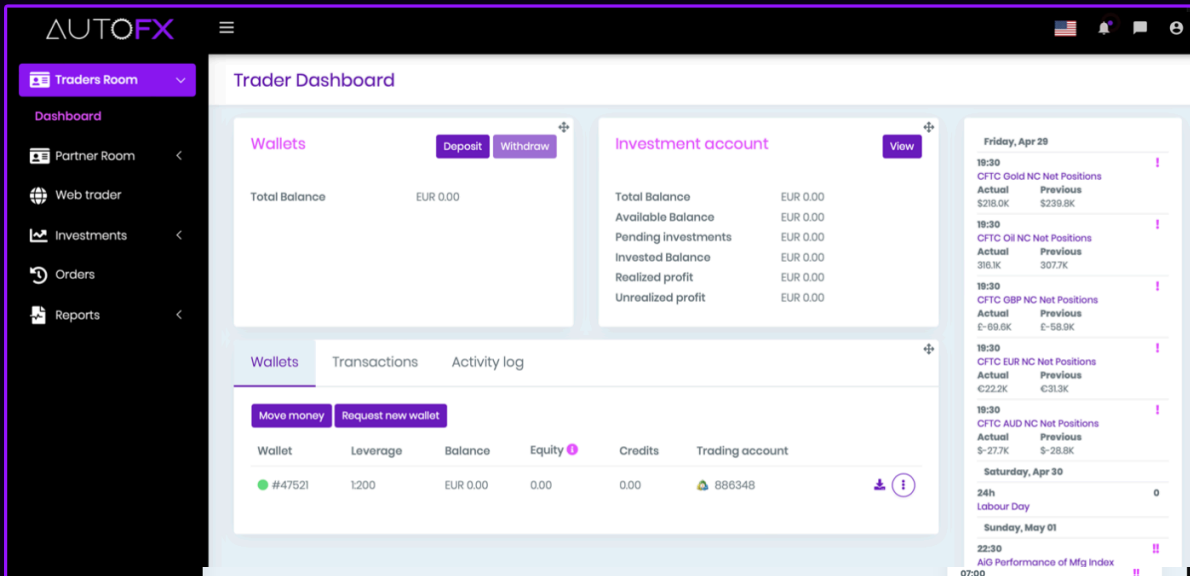 AUTOFX
Traders Room
Dashboard
Partner Room
Web trader
Investments
Orders
Reports
Trader Dashboard
Wallets
Deposit
Withdraw
Total Balance EUR 0.00
Investment account
View
Total Balance EUR 0.00
Available Balance EUR 0.00
Pending investments EUR 0.00
Invested Balance EUR 0.00
Realized profit EUR 0.00
Unrealized profit EUR 0.00
Wallets Transactions Activity log
Move money Request new wallet
Wallet Leverage Balance Equity Credits Trading account
#47521 1:200 EUR 0.00 0.00 0.00 886348
Friday, Apr 29
19:30 !
CFTC Gold NC Net Positions
Actual Previous
$218.0K $239.8K
19:30 !
CFTC Oil NC Net Positions
Actual Previous
316.1K 307.7K
19:30 !
CFTC GBP NC Net Positions
Actual Previous
£-69.6K £-58.9K
19:30 !
CFTC EUR NC Net Positions
Actual Previous
€22.2K €31.3K
19:30 !
CFTC AUD NC Net Positions
Actual Previous
$-27.7K $-28.8K
Saturday, Apr 30
24h 0
Labour Day
Sunday, May 01
22:30 !!
AiG Performance of Mfg Index
07:00 !!